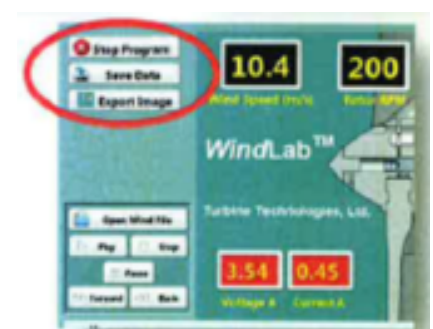 Stop Program
Save Data
Export Image
10.4
200
Wind Speed (m/s)
Rotor RPM
WindLab™
Turbine Technologies, Ltd.
Open Wind File
Play
Stop
Pause
Forward
Back
3.54
0.45
Voltage A
Current A